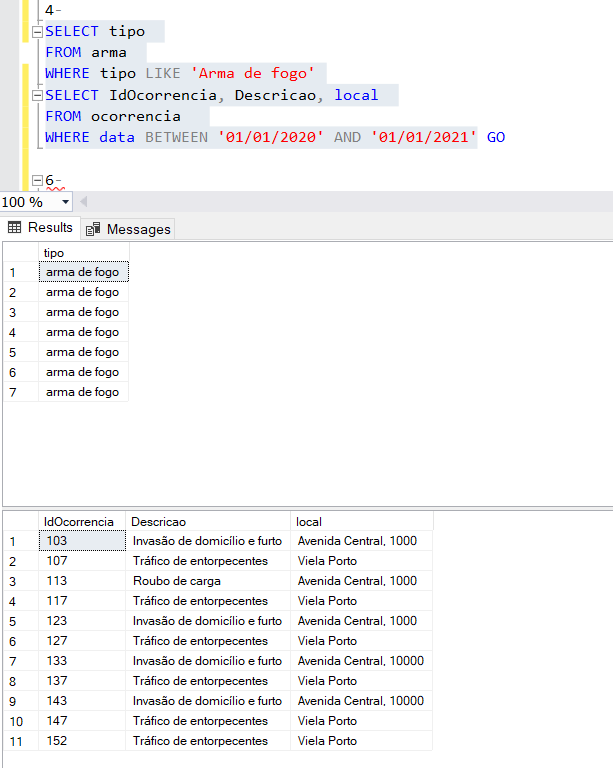 4-
SELECT tipo
FROM arma
WHERE tipo LIKE 'Arma de fogo'
SELECT IdOcorrencia, Descricao, local
FROM ocorrencia
WHERE data BETWEEN '01/01/2020' AND '01/01/2021' GO
6-
100 %
Results Messages
tipo
1 arma de fogo
2 arma de fogo
3 arma de fogo
4 arma de fogo
5 arma de fogo
6 arma de fogo
7 arma de fogo
IdOcorrencia Descricao local
1 103 Invasão de domicílio e furto Avenida Central, 1000
2 107 Tráfico de entorpecentes Viela Porto
3 113 Roubo de carga Avenida Central, 1000
4 117 Tráfico de entorpecentes Viela Porto
5 123 Invasão de domicílio e furto Avenida Central, 1000
6 127 Tráfico de entorpecentes Viela Porto
7 133 Invasão de domicílio e furto Avenida Central, 10000
8 137 Tráfico de entorpecentes Viela Porto
9 143 Invasão de domicílio e furto Avenida Central, 10000
10 147 Tráfico de entorpecentes Viela Porto
11 152 Tráfico de entorpecentes Viela Porto